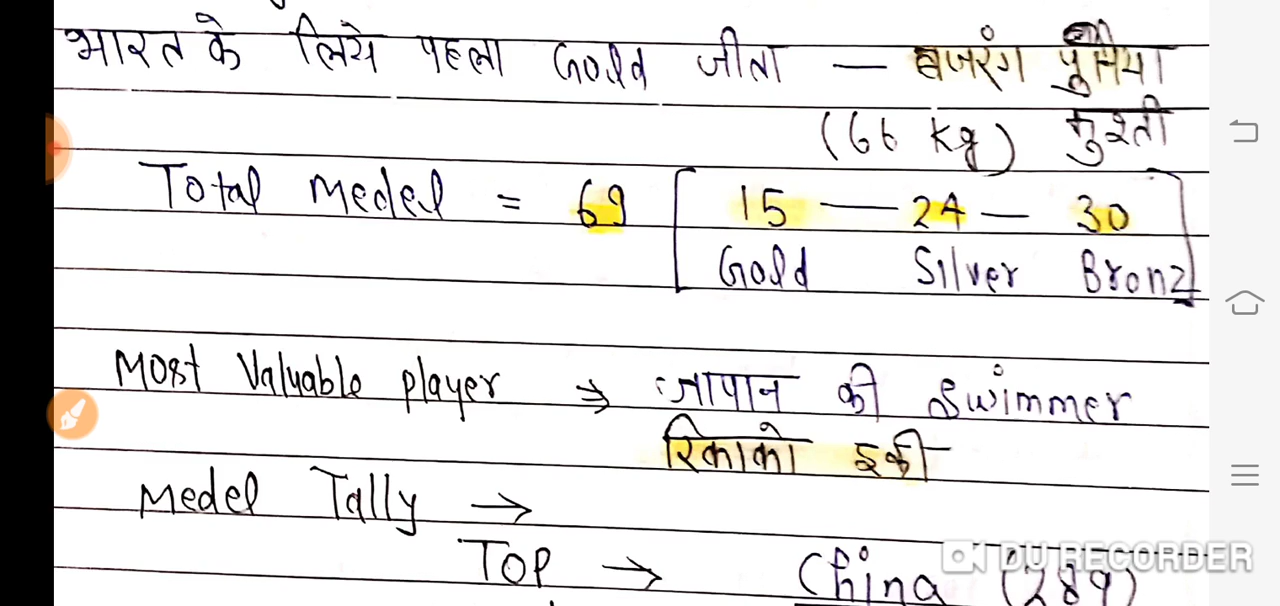 भारत के लिये पहला Gold जीता — बजरंग पुनिया
(66 kg) कुश्ती
Total Medel = 69 [ 15 — 24 — 30 ]
Gold Silver Bronz
Most Valuable player ⇒ जापान की Swimmer
रिकाको इकी
Medel Tally →
TOP → China (289)
DU RECORDER